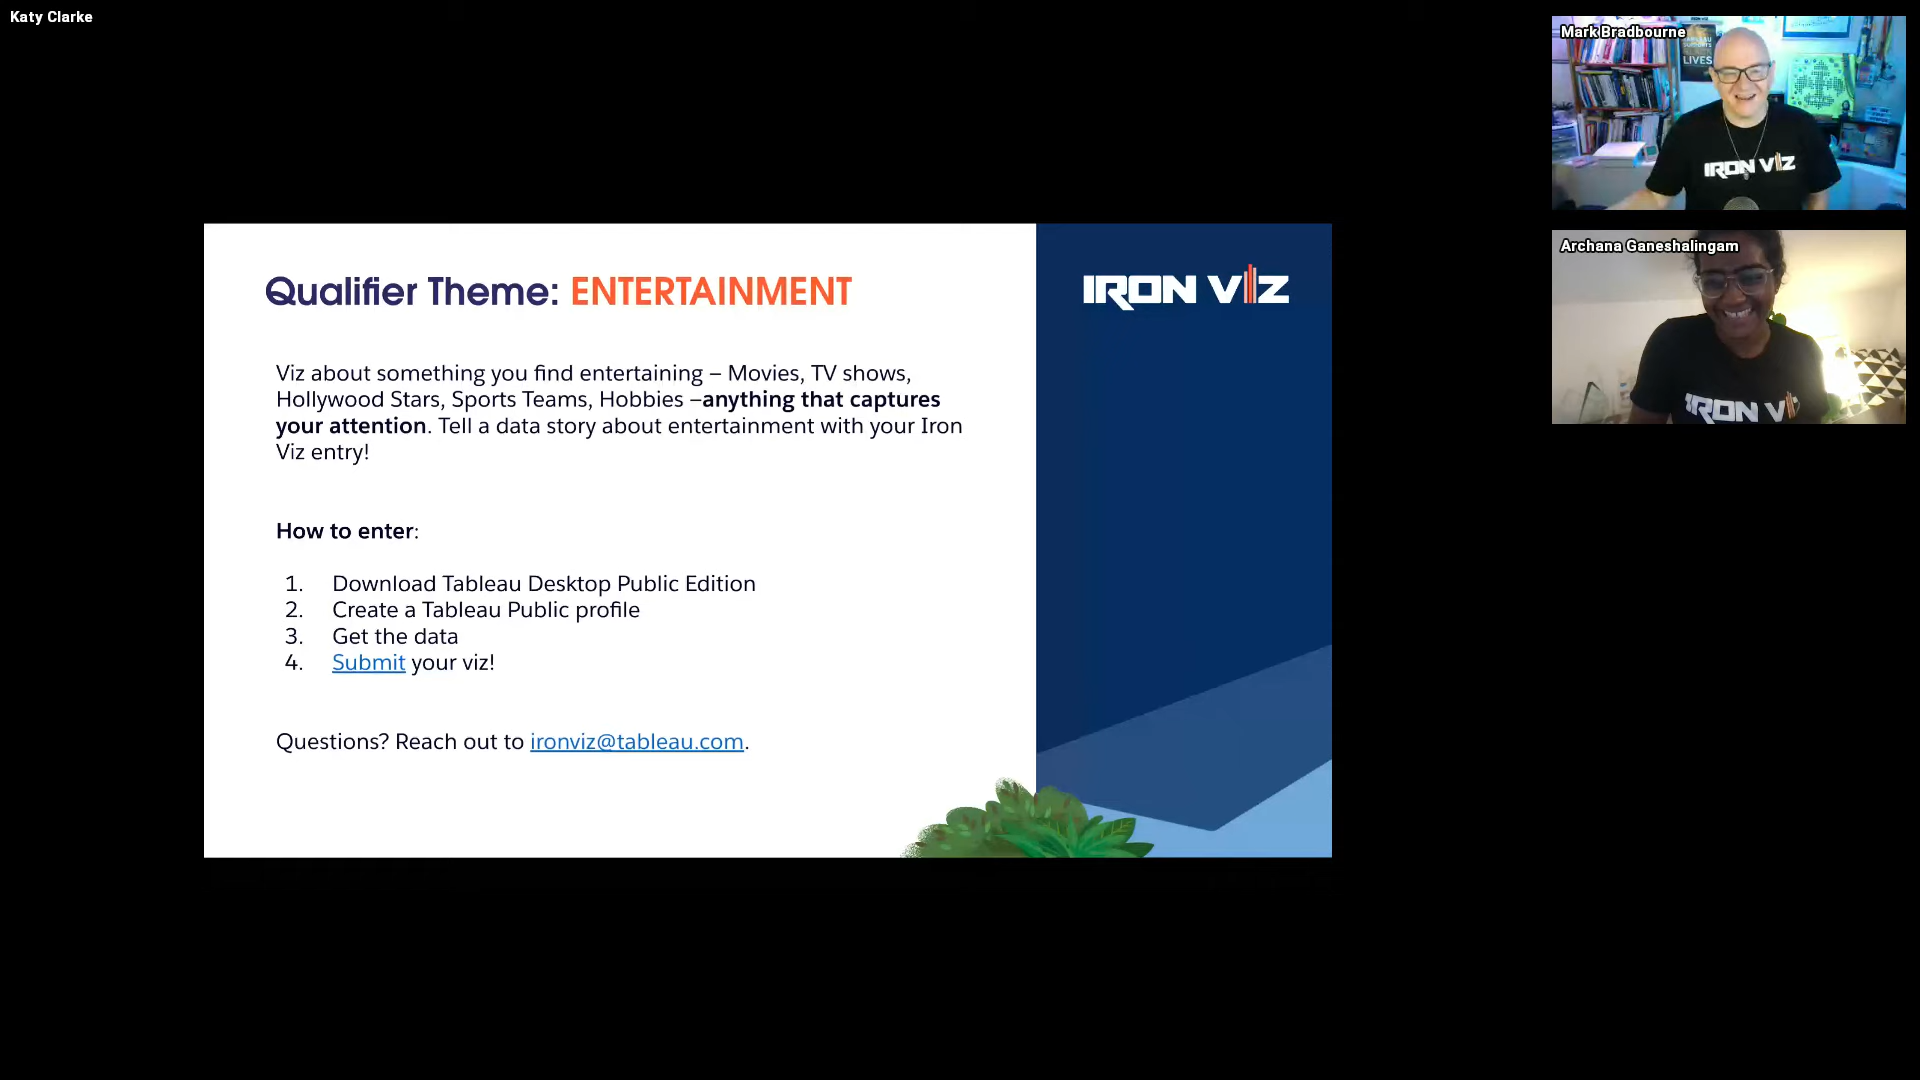 Katy Clarke
Mark Bradbourne
LIVES
IRON VIZ
Archana Ganeshalingam
IRON VIZ
Qualifier Theme: ENTERTAINMENT
IRON VIZ
Viz about something you find entertaining – Movies, TV shows,
Hollywood Stars, Sports Teams, Hobbies –anything that captures
your attention. Tell a data story about entertainment with your Iron
Viz entry!
How to enter:
1. Download Tableau Desktop Public Edition
2. Create a Tableau Public profile
3. Get the data
4. Submit your viz!
Questions? Reach out to ironviz@tableau.com.